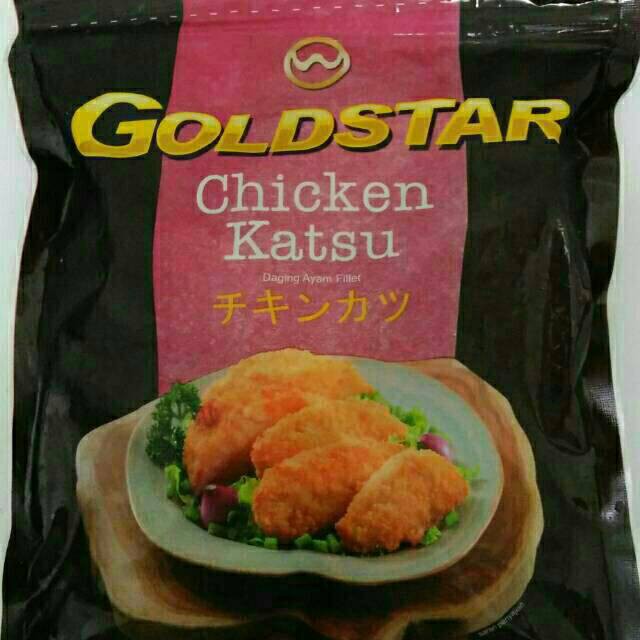 GOLDSTAR
Chicken
Katsu
Daging Ayam Fillet
チキンカツ